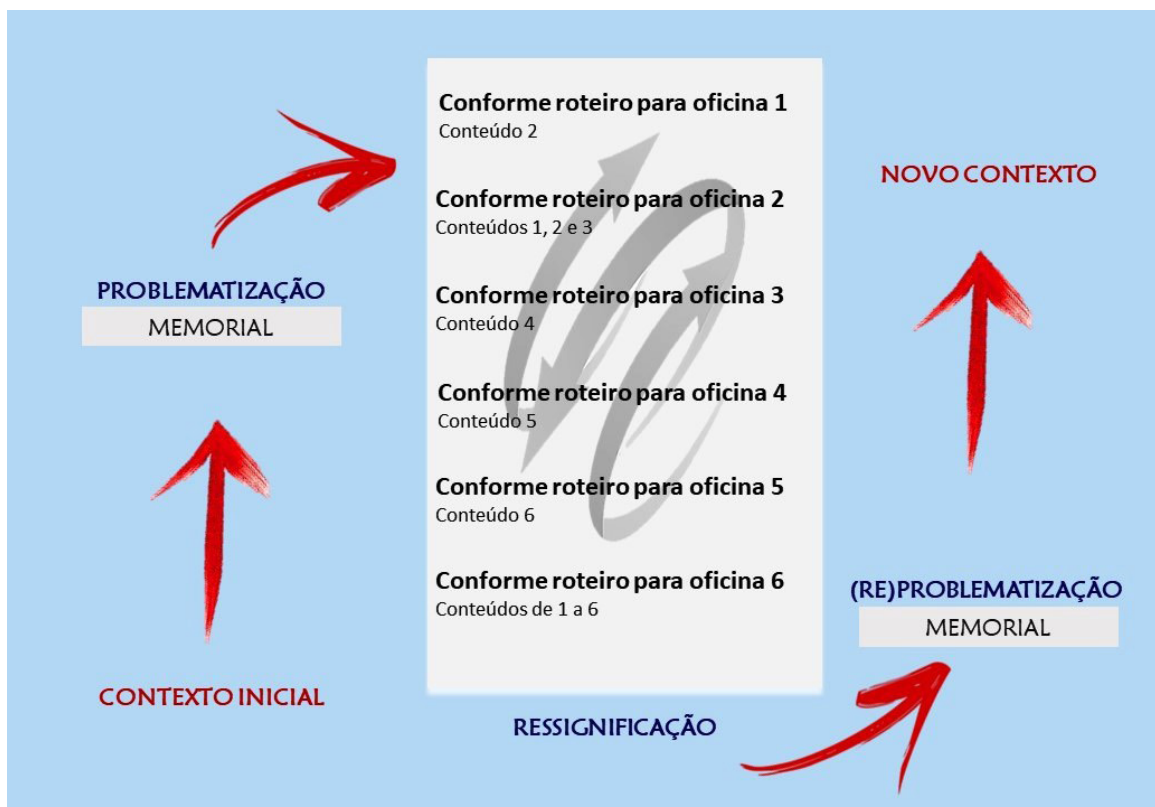 CONTEXTO INICIAL
PROBLEMATIZAÇÃO
MEMORIAL
Conforme roteiro para oficina 1
Conteúdo 2
Conforme roteiro para oficina 2
Conteúdos 1, 2 e 3
Conforme roteiro para oficina 3
Conteúdo 4
Conforme roteiro para oficina 4
Conteúdo 5
Conforme roteiro para oficina 5
Conteúdo 6
Conforme roteiro para oficina 6
Conteúdos de 1 a 6
RESSIGNIFICAÇÃO
(RE)PROBLEMATIZAÇÃO
MEMORIAL
NOVO CONTEXTO